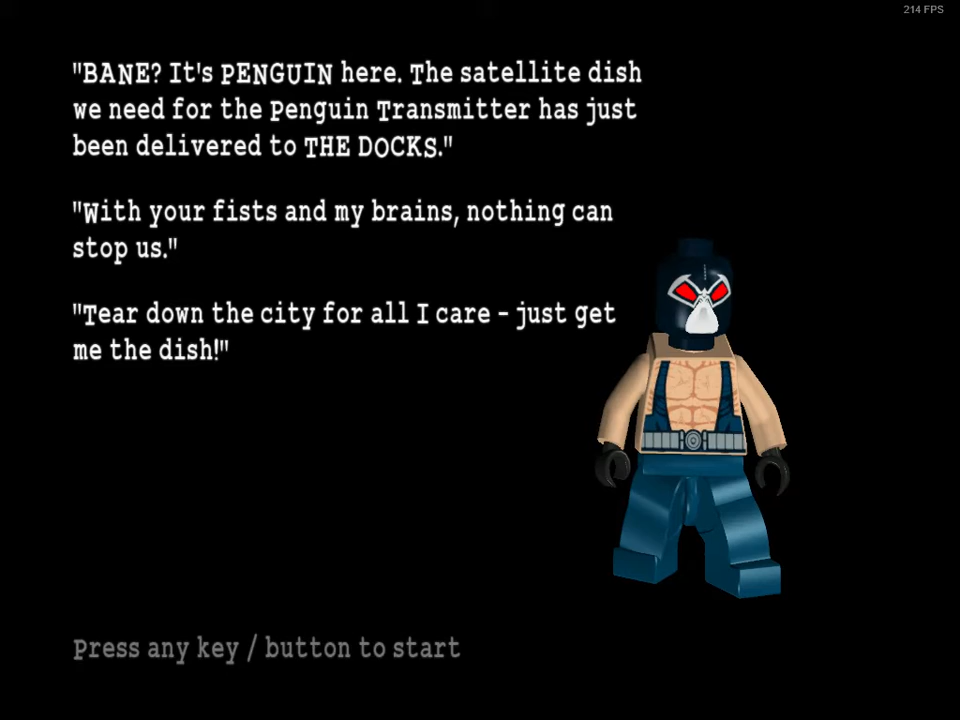 214 FPS
"BANE? It's PENGUIN here. The satellite dish
we need for the Penguin Transmitter has just
been delivered to THE DOCKS."
"With your fists and my brains, nothing can
stop us."
"Tear down the city for all I care - just get
me the dish!"
Press any key / button to start